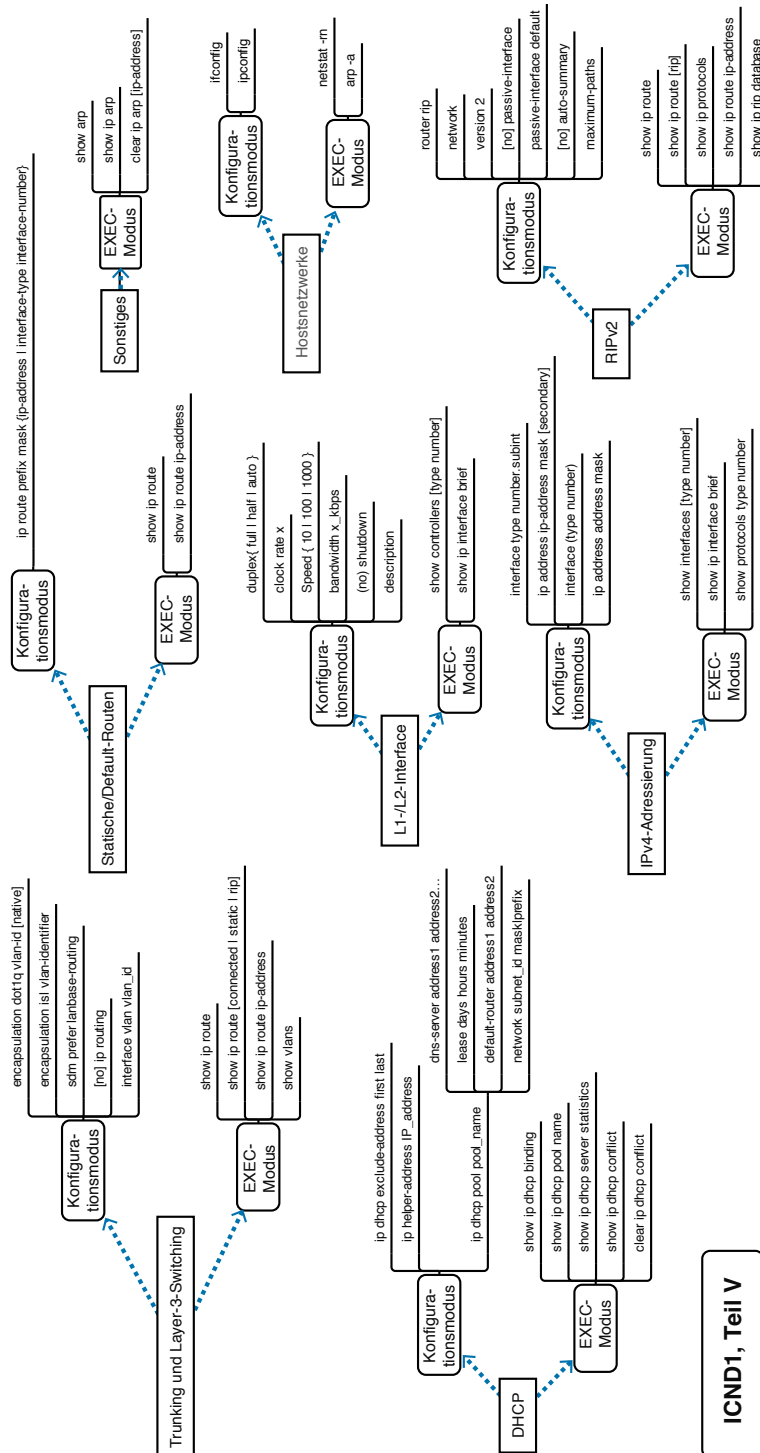 Trunking und Layer-3-Switching
Konfigura-
tionsmodus
encapsulation dot1q vlan-id [native]
encapsulation isl vlan-identifier
sdm prefer lanbase-routing
[no] ip routing
interface vlan vlan_id
EXEC-
Modus
show ip route
show ip route [connected | static | rip]
show ip route ip-address
show vlans
Statische/Default-Routen
Konfigura-
tionsmodus
ip route prefix mask {ip-address | interface-type interface-number}
EXEC-
Modus
show ip route
show ip route ip-address
Sonstiges
EXEC-
Modus
show arp
show ip arp
clear ip arp [ip-address]
DHCP
Konfigura-
tionsmodus
ip dhcp exclude-address first last
ip helper-address IP_address
ip dhcp pool pool_name
dns-server address1 address2...
lease days hours minutes
default-router address1 address2
network subnet_id mask|prefix
EXEC-
Modus
show ip dhcp binding
show ip dhcp pool name
show ip dhcp server statistics
show ip dhcp conflict
clear ip dhcp conflict
L1-/L2-Interface
Konfigura-
tionsmodus
duplex{ full | half | auto }
clock rate x
Speed { 10 | 100 | 1000 }
bandwidth x_kbps
(no) shutdown
description
EXEC-
Modus
show controllers [type number]
show ip interface brief
Hostsnetzwerke
Konfigura-
tionsmodus
ifconfig
ipconfig
EXEC-
Modus
netstat -rn
arp -a
IPv4-Adressierung
Konfigura-
tionsmodus
interface type number.subint
ip address ip-address mask [secondary]
interface (type number)
ip address address mask
EXEC-
Modus
show interfaces [type number]
show ip interface brief
show protocols type number
RIPv2
Konfigura-
tionsmodus
router rip
network
version 2
[no] passive-interface
passive-interface default
[no] auto-summary
maximum-paths
EXEC-
Modus
show ip route
show ip route [rip]
show ip protocols
show ip route ip-address
show ip rip database
ICND1, Teil V